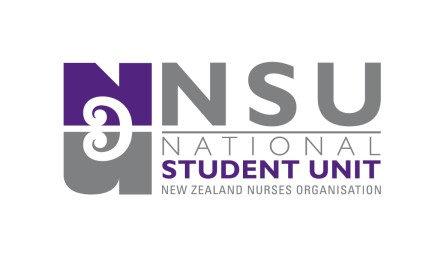 NSU
NATIONAL
STUDENT UNIT
NEW ZEALAND NURSES ORGANISATION